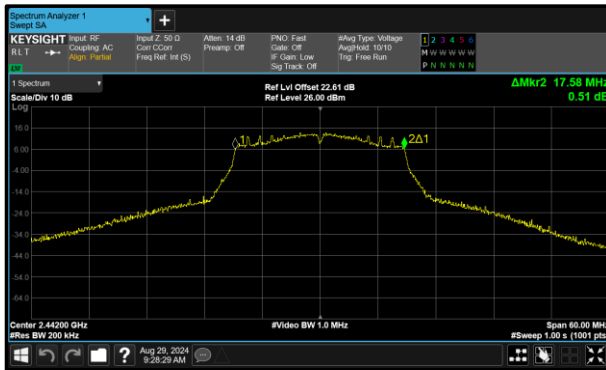 Spectrum Analyzer 1
Swept SA
KEYSIGHT
RLT
LW
Input: RF
Coupling: AC
Align: Partial
Input Z: 50 Ω
Corr CCorr
Freq Ref: Int (S)
Atten: 14 dB
Preamp: Off
PNO: Fast
Gate: Off
IF Gain: Low
Sig Track: Off
#Avg Type: Voltage
Avg|Hold: 10/10
Trig: Free Run
1 2 3 4 5 6
M W W W W W
P N N N N N
1 Spectrum
Scale/Div 10 dB
Ref Lvl Offset 22.61 dB
Ref Level 26.00 dBm
ΔMkr2 17.58 MHz
0.51 dB
Log
16.0
6.00
-4.00
-14.0
-24.0
-34.0
-44.0
-54.0
-64.0
1
2Δ1
Center 2.44200 GHz
#Res BW 200 kHz
#Video BW 1.0 MHz
Span 60.00 MHz
#Sweep 1.00 s (1001 pts)
?
Aug 29, 2024
9:28:29 AM